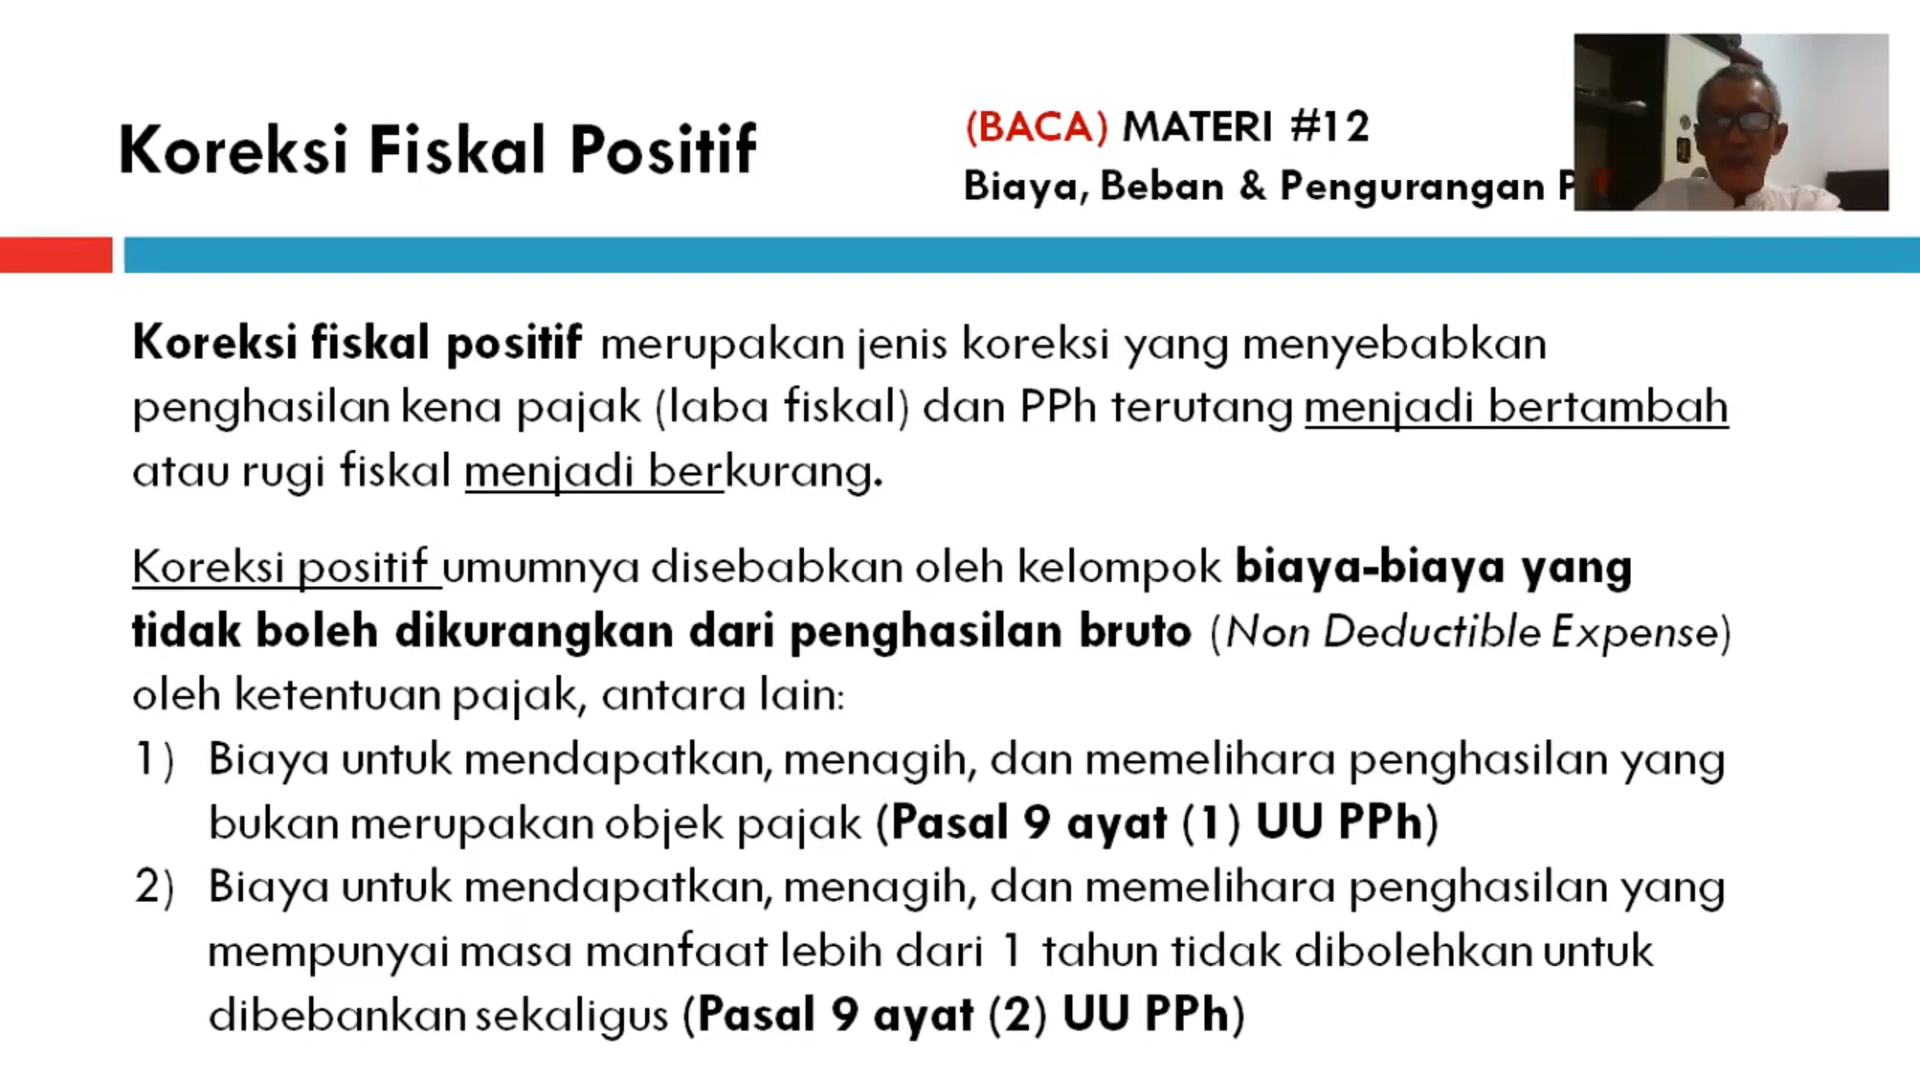 Koreksi Fiskal Positif
(BACA) MATERI #12
Biaya, Beban & Pengurangan
Koreksi fiskal positif merupakan jenis koreksi yang menyebabkan
penghasilan kena pajak (laba fiskal) dan PPh terutang menjadi bertambah
atau rugi fiskal menjadi berkurang.
Koreksi positif umumnya disebabkan oleh kelompok biaya-biaya yang
tidak boleh dikurangkan dari penghasilan bruto (Non Deductible Expense)
oleh ketentuan pajak, antara lain:
1) Biaya untuk mendapatkan, menagih, dan memelihara penghasilan yang
bukan merupakan objek pajak (Pasal 9 ayat (1) UU PPh)
2) Biaya untuk mendapatkan, menagih, dan memelihara penghasilan yang
mempunyai masa manfaat lebih dari 1 tahun tidak dibolehkan untuk
dibebankan sekaligus (Pasal 9 ayat (2) UU PPh)